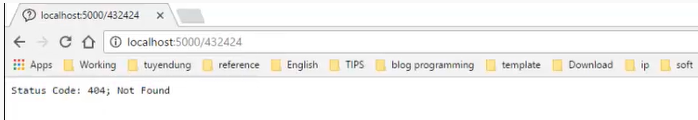 localhost:5000/432424
localhost:5000/432424
Apps Working tuyendung reference English TIPS blog programming template Download ip soft
Status Code: 404; Not Found